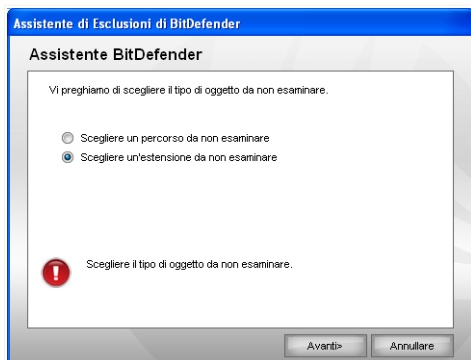 Assistente di Esclusioni di BitDefender
Assistente BitDefender
Vi preghiamo di scegliere il tipo di oggetto da non esaminare.
Scegliere un percorso da non esaminare
Scegliere un'estensione da non esaminare
Scegliere il tipo di oggetto da non esaminare.
Avanti>
Annullare